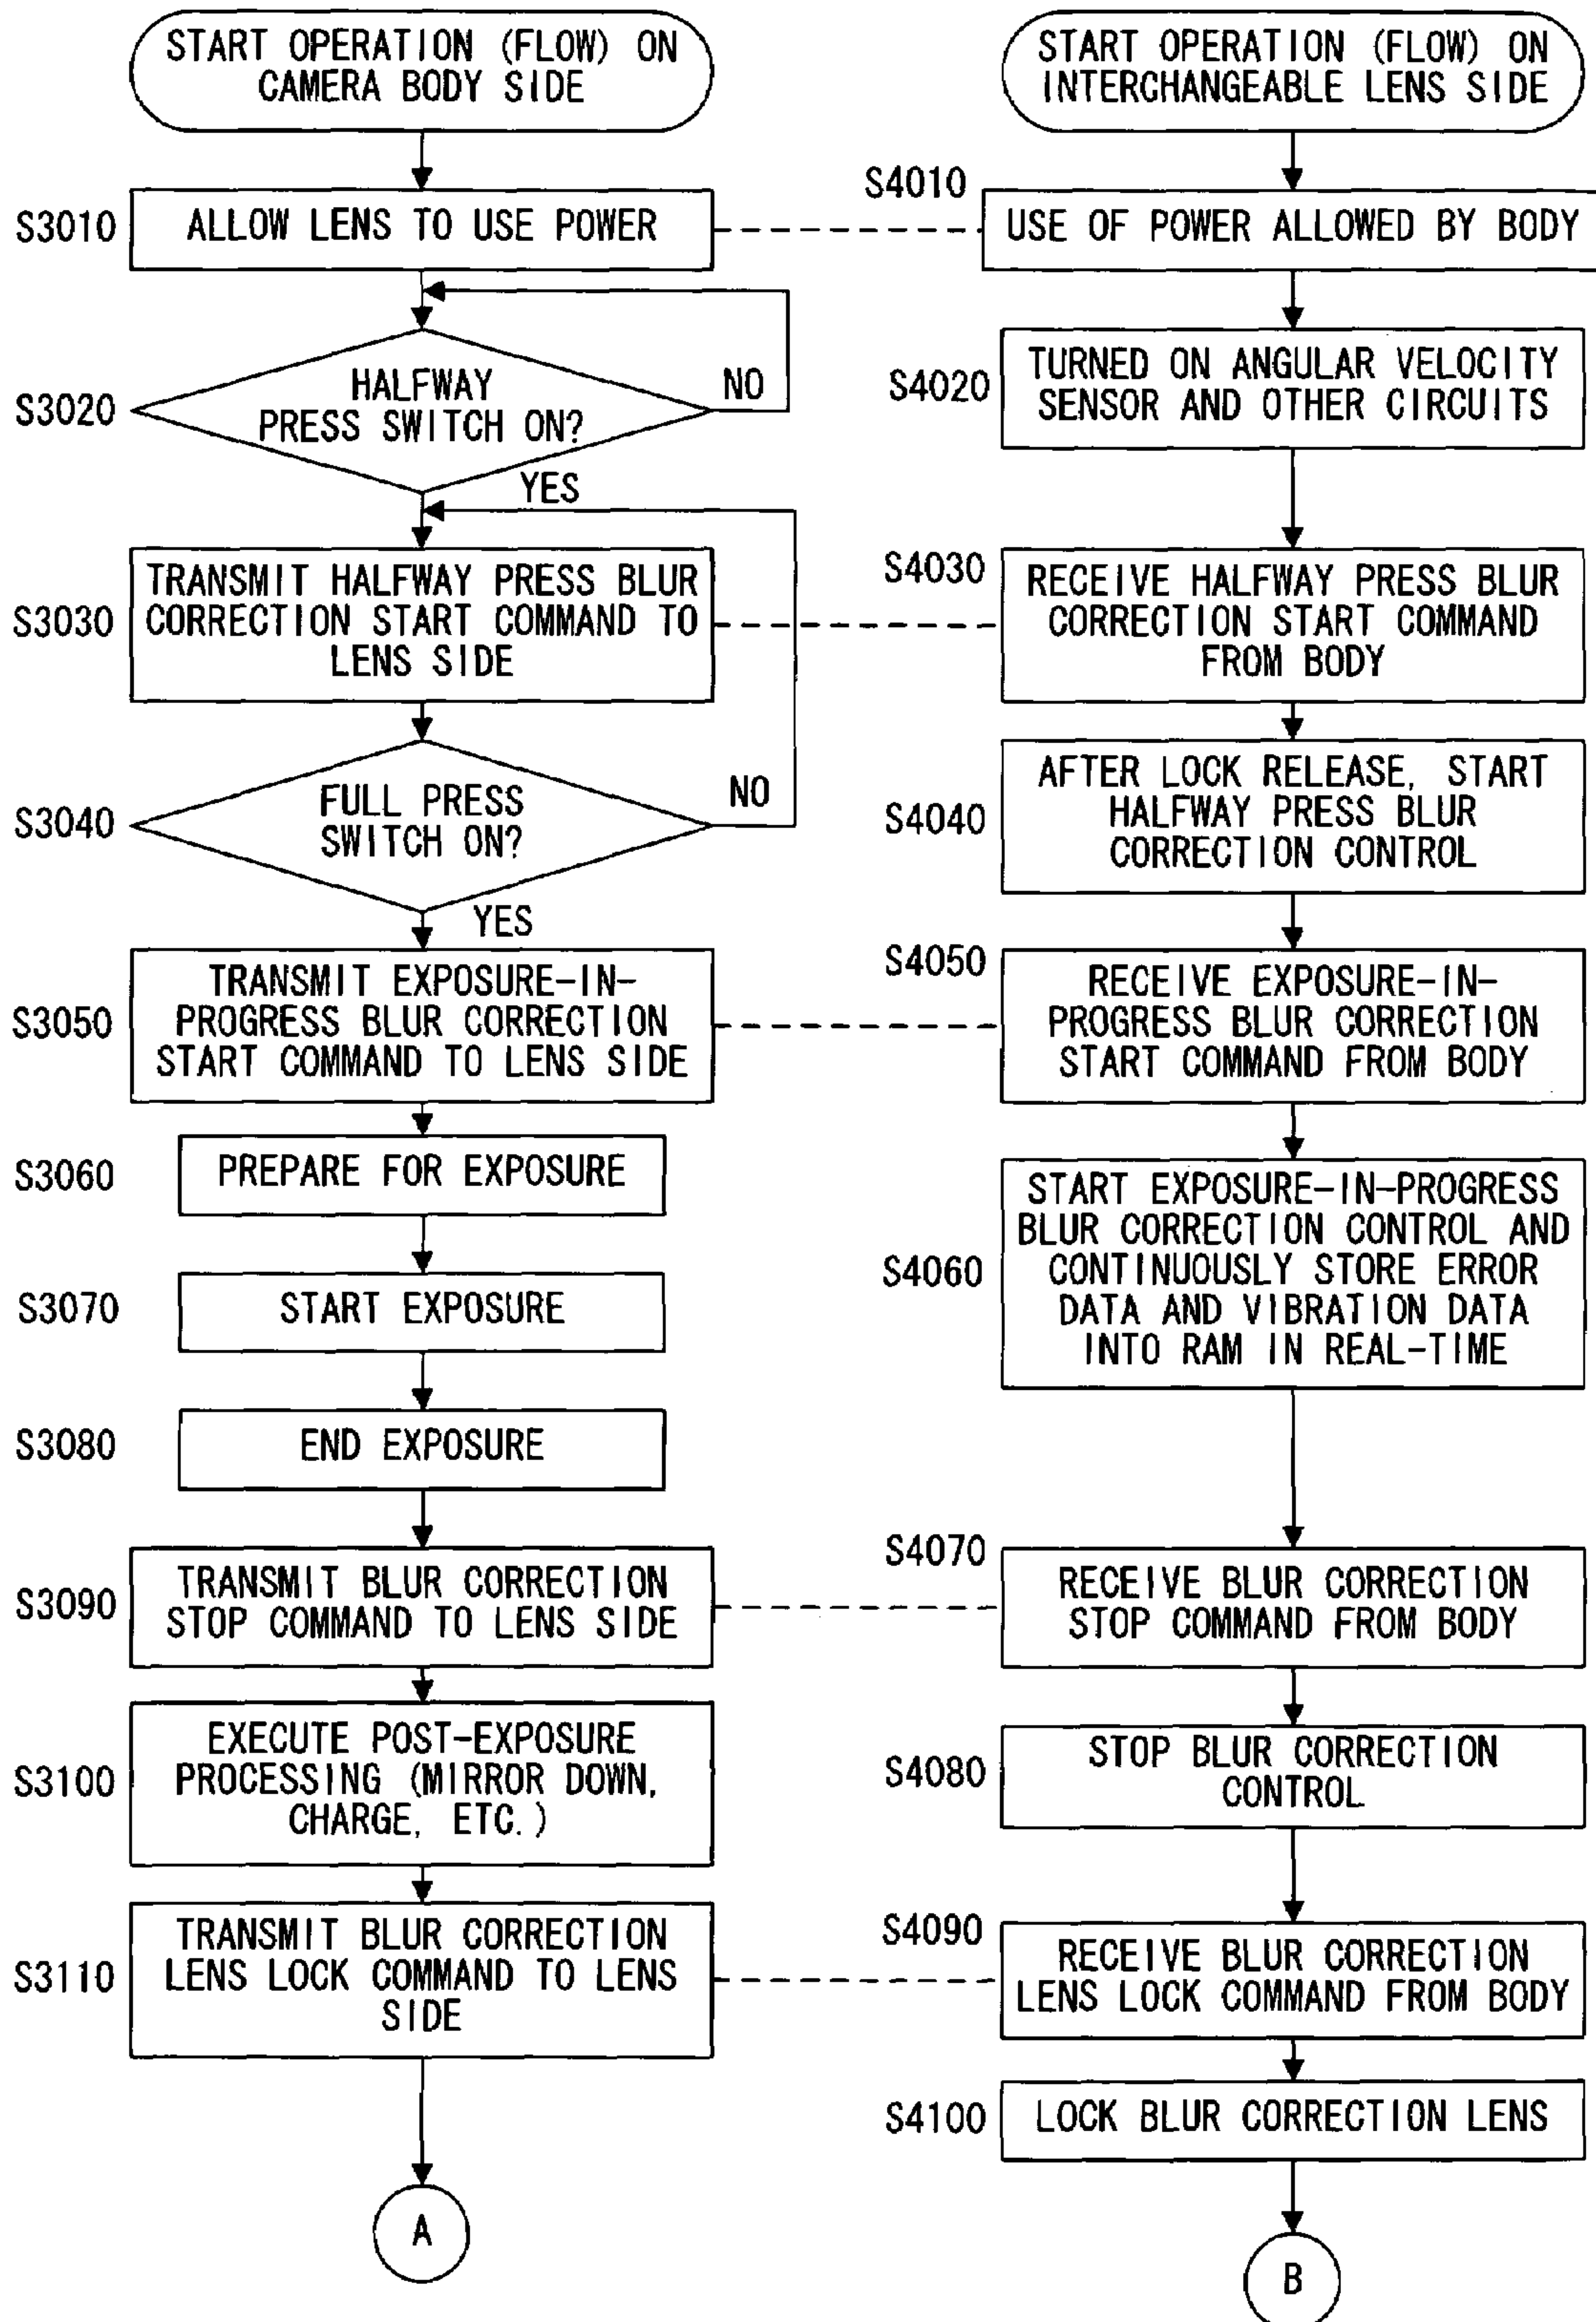 START OPERATION (FLOW) ON
CAMERA BODY SIDE
S3010
ALLOW LENS TO USE POWER
S3020
HALFWAY
PRESS SWITCH ON?
NO
YES
S3030
TRANSMIT HALFWAY PRESS BLUR
CORRECTION START COMMAND TO
LENS SIDE
S3040
FULL PRESS
SWITCH ON?
NO
YES
S3050
TRANSMIT EXPOSURE-IN-
PROGRESS BLUR CORRECTION
START COMMAND TO LENS SIDE
S3060
PREPARE FOR EXPOSURE
S3070
START EXPOSURE
S3080
END EXPOSURE
S3090
TRANSMIT BLUR CORRECTION
STOP COMMAND TO LENS SIDE
S3100
EXECUTE POST-EXPOSURE
PROCESSING (MIRROR DOWN,
CHARGE, ETC.)
S3110
TRANSMIT BLUR CORRECTION
LENS LOCK COMMAND TO LENS
SIDE
A
START OPERATION (FLOW) ON
INTERCHANGEABLE LENS SIDE
S4010
USE OF POWER ALLOWED BY BODY
S4020
TURNED ON ANGULAR VELOCITY
SENSOR AND OTHER CIRCUITS
S4030
RECEIVE HALFWAY PRESS BLUR
CORRECTION START COMMAND
FROM BODY
S4040
AFTER LOCK RELEASE, START
HALFWAY PRESS BLUR
CORRECTION CONTROL
S4050
RECEIVE EXPOSURE-IN-
PROGRESS BLUR CORRECTION
START COMMAND FROM BODY
S4060
START EXPOSURE-IN-PROGRESS
BLUR CORRECTION CONTROL AND
CONTINUOUSLY STORE ERROR
DATA AND VIBRATION DATA
INTO RAM IN REAL-TIME
S4070
RECEIVE BLUR CORRECTION
STOP COMMAND FROM BODY
S4080
STOP BLUR CORRECTION
CONTROL
S4090
RECEIVE BLUR CORRECTION
LENS LOCK COMMAND FROM BODY
S4100
LOCK BLUR CORRECTION LENS
B